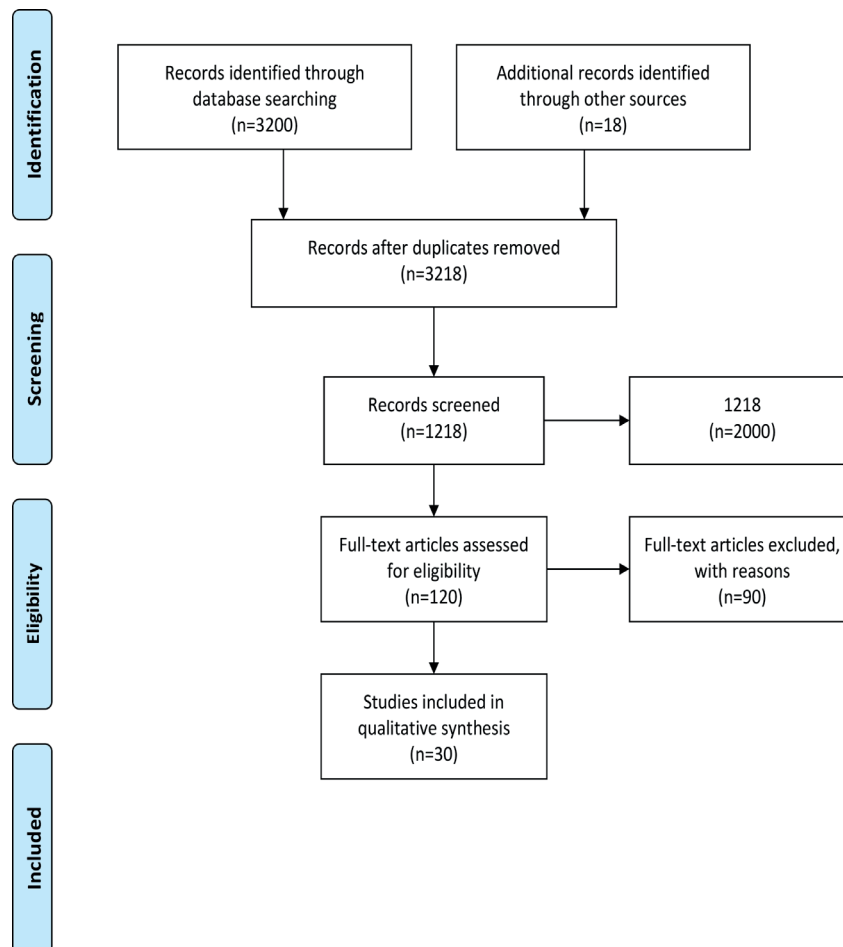 Identification
Records identified through
database searching
(n=3200)
Additional records identified
through other sources
(n=18)
Records after duplicates removed
(n=3218)
Screening
Records screened
(n=1218)
1218
(n=2000)
Eligibility
Full-text articles assessed
for eligibility
(n=120)
Full-text articles excluded,
with reasons
(n=90)
Studies included in
qualitative synthesis
(n=30)
Included